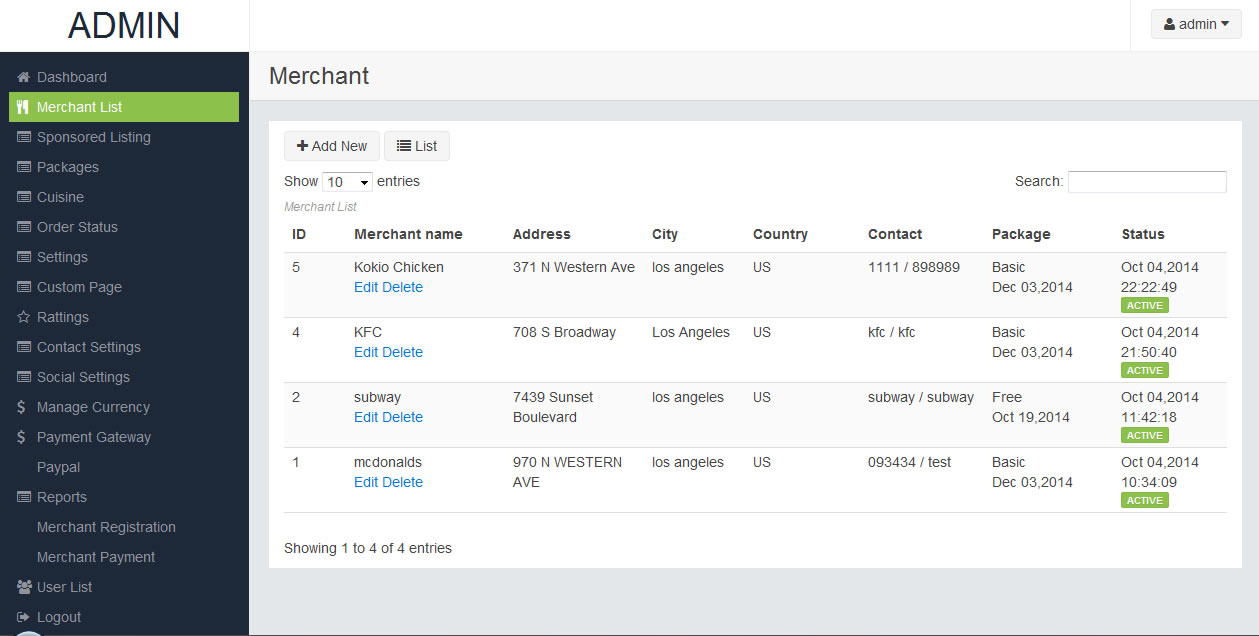 ADMIN
admin
Dashboard
Merchant List
Sponsored Listing
Packages
Cuisine
Order Status
Settings
Custom Page
Rattings
Contact Settings
Social Settings
Manage Currency
Payment Gateway
Paypal
Reports
Merchant Registration
Merchant Payment
User List
Logout
Merchant
Add New List
Show 10 entries Search:
Merchant List
ID Merchant name Address City Country Contact Package Status
5 Kokio Chicken 371 N Western Ave los angeles US 1111 / 898989 Basic Oct 04,2014
Edit Delete Dec 03,2014 22:22:49
ACTIVE
4 KFC 708 S Broadway Los Angeles US kfc / kfc Basic Oct 04,2014
Edit Delete Dec 03,2014 21:50:40
ACTIVE
2 subway 7439 Sunset los angeles US subway / subway Free Oct 04,2014
Edit Delete Boulevard Oct 19,2014 11:42:18
ACTIVE
1 mcdonalds 970 N WESTERN los angeles US 093434 / test Basic Oct 04,2014
Edit Delete AVE Dec 03,2014 10:34:09
ACTIVE
Showing 1 to 4 of 4 entries